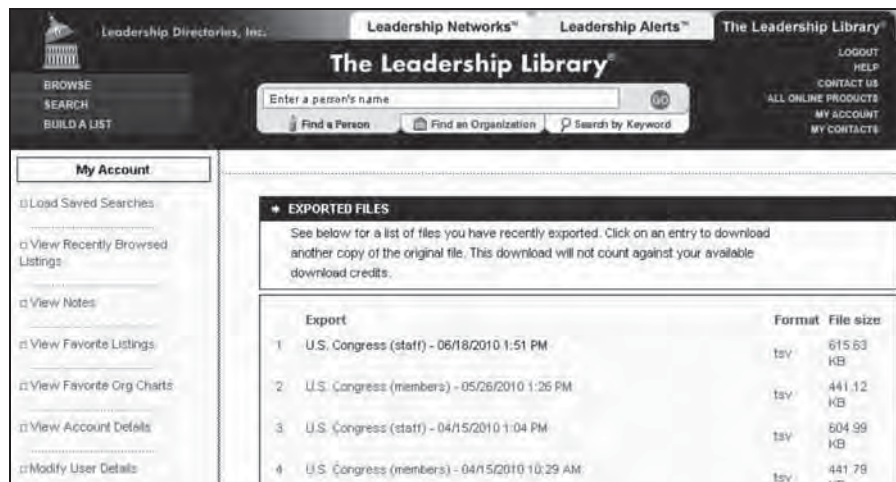 Leadership Directories, Inc.
Leadership Networks™
Leadership Alerts™
The Leadership Library®
LOGOUT
HELP
CONTACT US
ALL ONLINE PRODUCTS
MY ACCOUNT
MY CONTACTS
BROWSE
SEARCH
BUILD A LIST
The Leadership Library®
Enter a person's name
GO
Find a Person
Find an Organization
Search by Keyword
My Account
Load Saved Searches
View Recently Browsed
Listings
View Notes
View Favorite Listings
View Favorite Org Charts
View Account Details
Modify User Details
EXPORTED FILES
See below for a list of files you have recently exported. Click on an entry to download
another copy of the original file. This download will not count against your available
download credits.
Export Format File size
1 U.S. Congress (staff) - 06/18/2010 1:51 PM tsv 615.63
KB
2 U.S. Congress (members) - 05/26/2010 1:26 PM tsv 441.12
KB
3 U.S. Congress (staff) - 04/15/2010 1:04 PM tsv 604.99
KB
4 U.S. Congress (members) - 04/15/2010 10:29 AM tsv 441.79